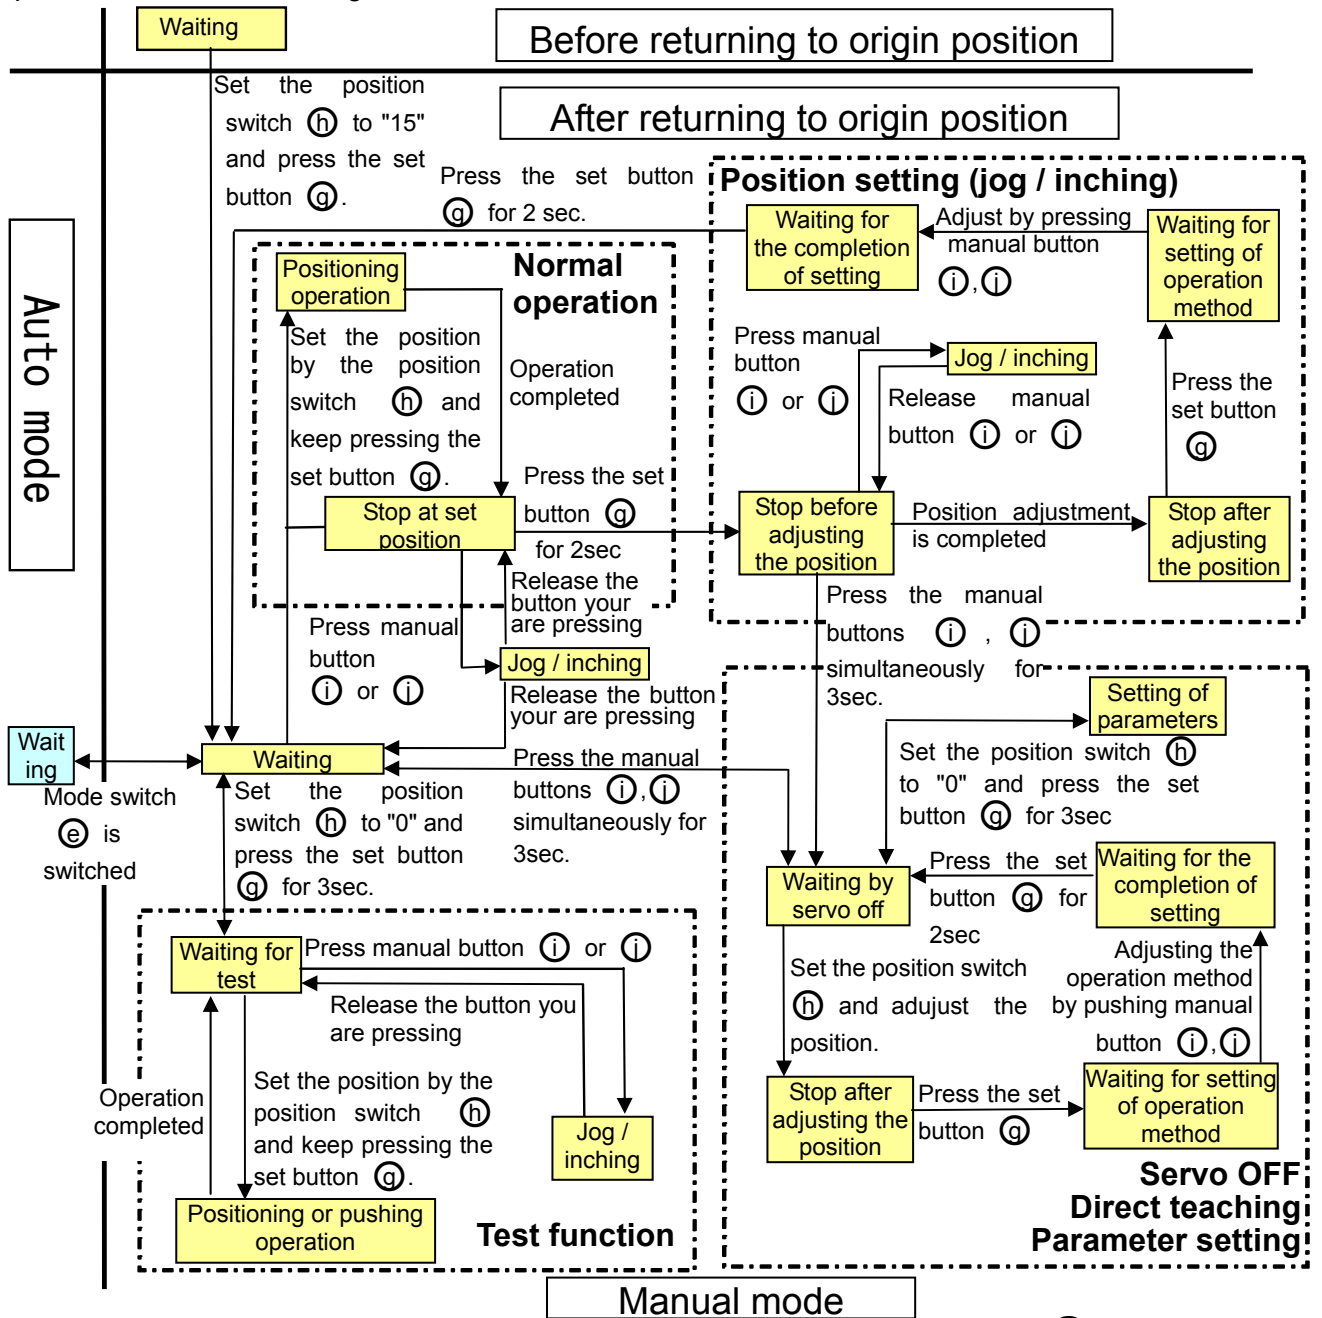 Waiting
Before returning to origin position
After returning to origin position
Set the position
switch ⓗ to "15"
and press the set
button ⓖ.
Press the set button
ⓖ for 2 sec.
Position setting (jog / inching)
Waiting for
the completion
of setting
Adjust by pressing
manual button
ⓘ,ⓙ
Waiting for
setting of
operation
method
Auto mode
Positioning
operation
Normal
operation
Set the position
by the position
switch ⓗ and
keep pressing the
set button ⓖ.
Operation
completed
Press manual
button
ⓘ or ⓙ
Jog / inching
Release manual
button ⓘ or ⓙ
Press the
set button
ⓖ
Stop at set
position
Press the set
button ⓖ
for 2sec
Stop before
adjusting
the position
Position adjustment
is completed
Stop after
adjusting
the position
Release the
button your
are pressing
Press manual
button
ⓘ or ⓙ
Jog / inching
Release the button
your are pressing
Press the manual
buttons ⓘ , ⓙ
simultaneously for
3sec.
Setting of
parameters
Wait
ing
Waiting
Mode switch
ⓔ is
switched
Set the position
switch ⓗ to "0" and
press the set button
ⓖ for 3sec.
Press the manual
buttons ⓘ,ⓙ
simultaneously for
3sec.
Set the position switch ⓗ
to "0" and press the set
button ⓖ for 3sec
Waiting by
servo off
Press the set
button ⓖ for
2sec
Waiting for the
completion of
setting
Waiting for
test
Press manual button ⓘ or ⓙ
Release the button you
are pressing
Set the position switch
ⓗ and adujust the
position.
Adjusting the
operation method
by pushing manual
button ⓘ,ⓙ
Operation
completed
Set the position by the
position switch ⓗ
and keep pressing the
set button ⓖ.
Jog /
inching
Stop after
adjusting the
position
Press the set
button ⓖ
Waiting for setting
of operation
method
Positioning or pushing
operation
Test function
Servo OFF
Direct teaching
Parameter setting
Manual mode